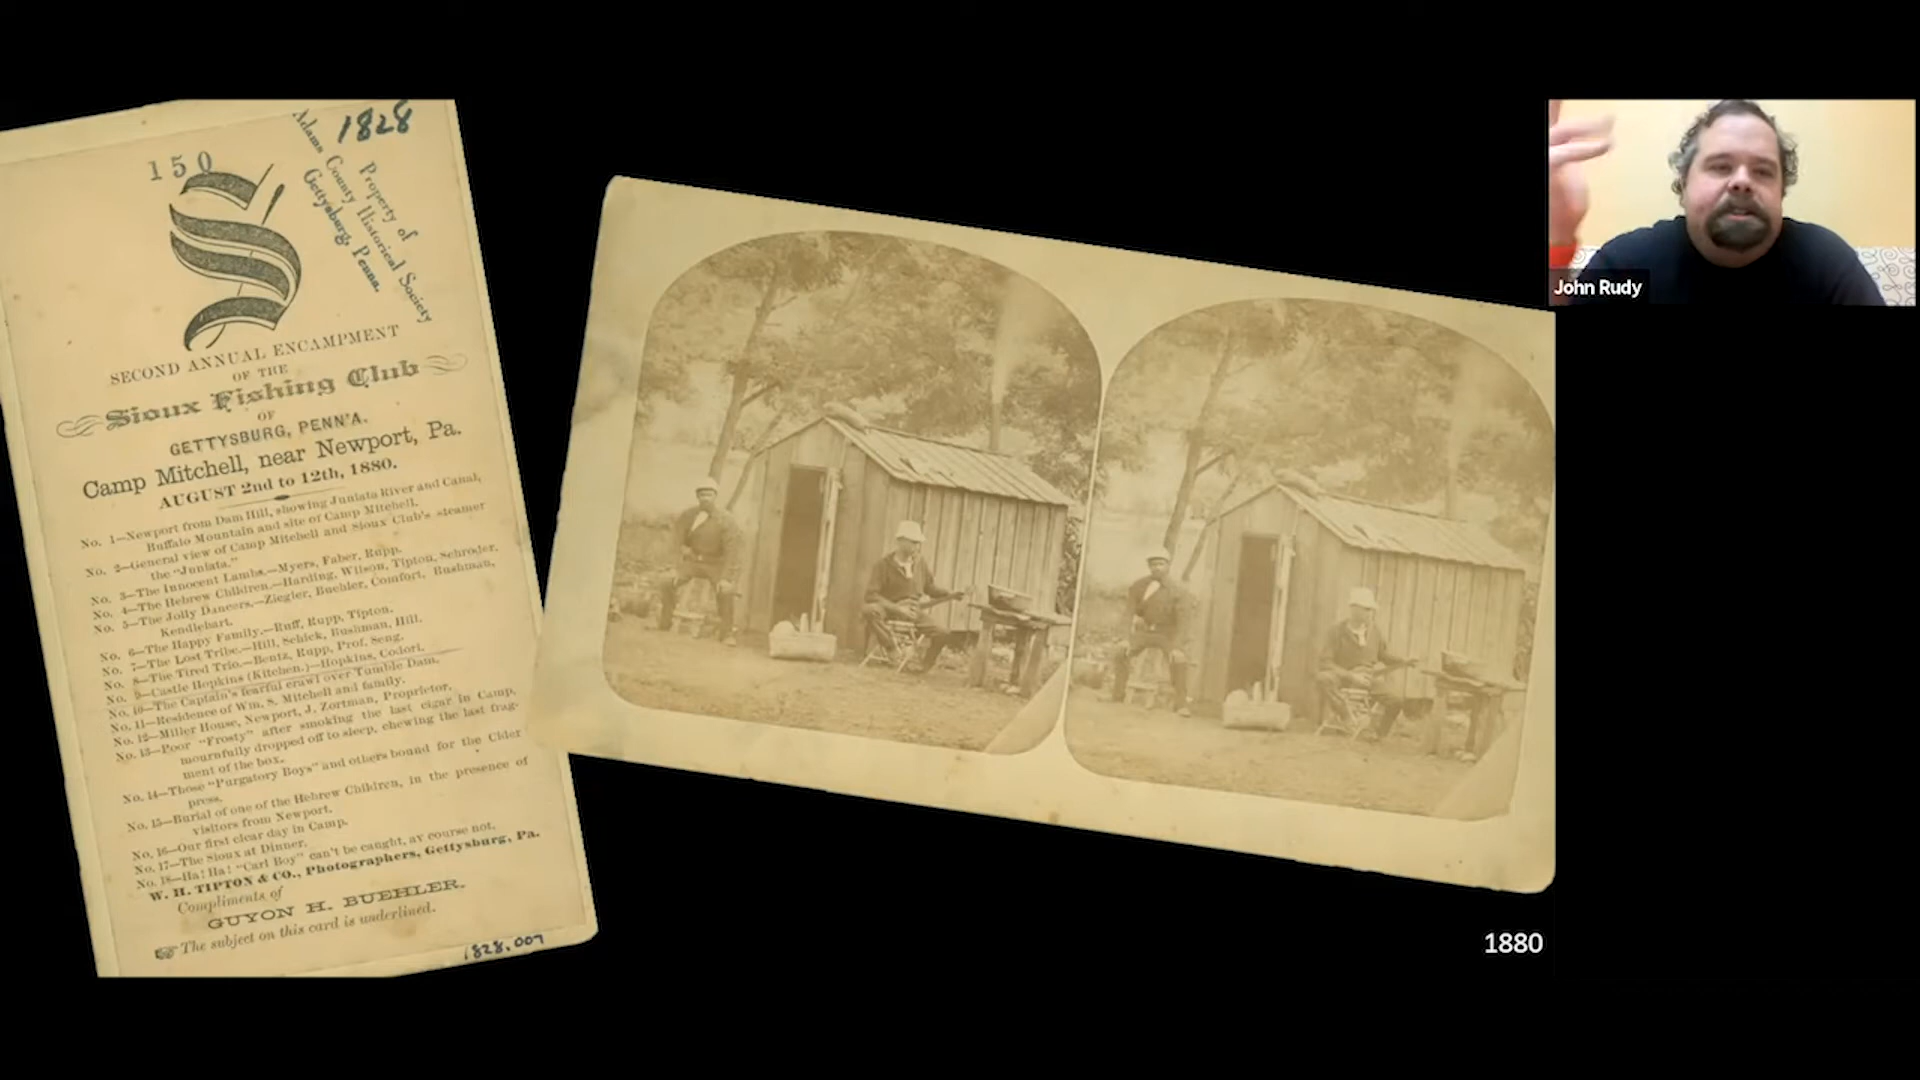 150
1828
Property of
Adams County Historical Society
Gettysburg, Penna.
S
SECOND ANNUAL ENCAMPMENT
OF THE
Sioux Fishing Club
OF
GETTYSBURG, PENN'A.
Camp Mitchell, near Newport, Pa.
AUGUST 2nd to 12th, 1880.
No. 1—Newport from Dam Hill, showing Juniata River and Canal,
Buffalo Mountain and site of Camp Mitchell.
No. 2—General view of Camp Mitchell and Sioux Club's steamer
the "Juniata."
No. 3—The Innocent Lambs.—Myers, Faber, Rupp.
No. 4—The Hebrew Children.—Harding, Wilson, Tipton, Schroder.
No. 5—The Jolly Dancers.—Ziegler, Buehler, Comfort, Bushman,
Kendlehart.
No. 6—The Happy Family.—Ruff, Rupp, Tipton.
No. 7—The Lost Tribe.—Hill, Schick, Bushman, Hill.
No. 8—The Tired Trio.—Bentz, Rupp, Prof. Seng.
No. 9—Castle Hopkins (Kitchen.)—Hopkins, Codori.
No. 10—The Captain's fearful crawl over Tumble Dam.
No. 11—Residence of Wm. S. Mitchell and family.
No. 12—Miller House, Newport, J. Zortman, Proprietor.
No. 13—Poor "Frosty" after smoking the last cigar in Camp,
mournfully dropped off to sleep, chewing the last frag-
ment of the box.
No. 14—Those "Purgatory Boys" and others bound for the Cider
press.
No. 15—Burial of one of the Hebrew Children, in the presence of
visitors from Newport.
No. 16—Our first clear day in Camp.
No. 17—The Sioux at Dinner.
No. 18—Ha! Ha! "Carl Boy" can't be caught, av course not.
W. H. TIPTON & CO., Photographers, Gettysburg, Pa.
Compliments of
GUYON H. BUEHLER.
The subject on this card is underlined.
1828.007
1880
John Rudy